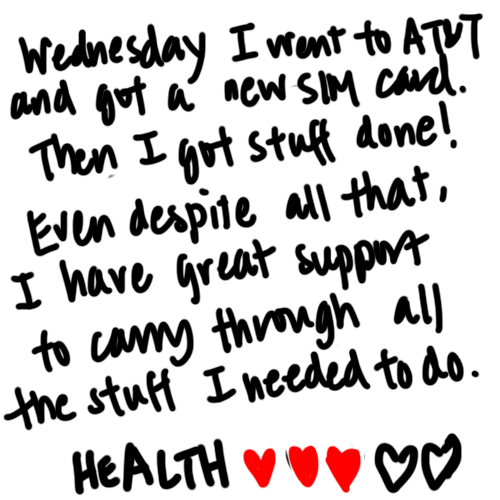 Wednesday I went to AT&T
and got a new SIM card.
Then I got stuff done!
Even despite all that,
I have great support
to carry through all
the stuff I needed to do.
HEALTH ♥♥♥♡♡